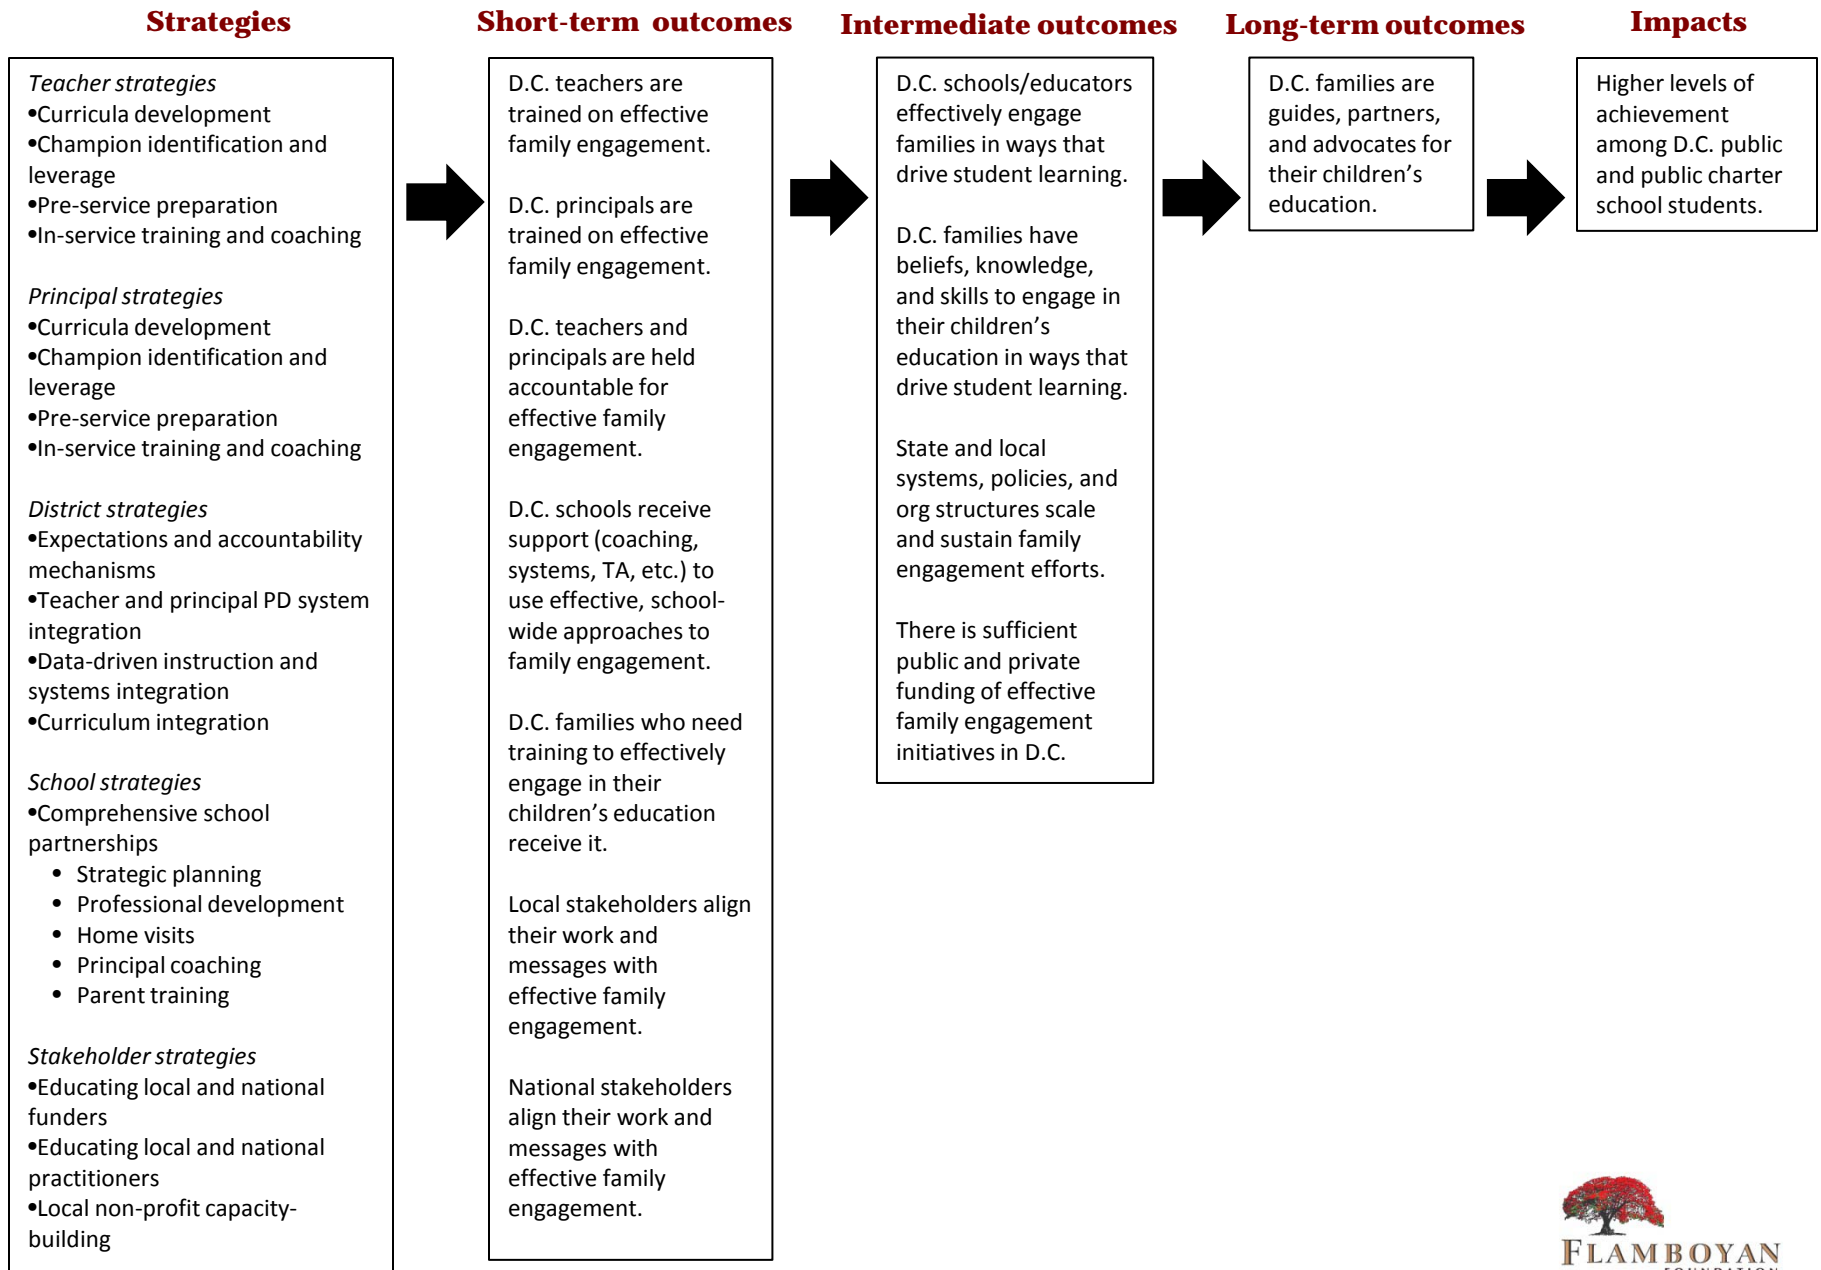 Strategies
Teacher strategies
•Curricula development
•Champion identification and
leverage
•Pre-service preparation
•In-service training and coaching
Principal strategies
•Curricula development
•Champion identification and
leverage
•Pre-service preparation
•In-service training and coaching
District strategies
•Expectations and accountability
mechanisms
•Teacher and principal PD system
integration
•Data-driven instruction and
systems integration
•Curriculum integration
School strategies
•Comprehensive school
partnerships
• Strategic planning
• Professional development
• Home visits
• Principal coaching
• Parent training
Stakeholder strategies
•Educating local and national
funders
•Educating local and national
practitioners
•Local non-profit capacity-
building
Short-term outcomes
D.C. teachers are
trained on effective
family engagement.
D.C. principals are
trained on effective
family engagement.
D.C. teachers and
principals are held
accountable for
effective family
engagement.
D.C. schools receive
support (coaching,
systems, TA, etc.) to
use effective, school-
wide approaches to
family engagement.
D.C. families who need
training to effectively
engage in their
children’s education
receive it.
Local stakeholders align
their work and
messages with
effective family
engagement.
National stakeholders
align their work and
messages with
effective family
engagement.
Intermediate outcomes
D.C. schools/educators
effectively engage
families in ways that
drive student learning.
D.C. families have
beliefs, knowledge,
and skills to engage in
their children’s
education in ways that
drive student learning.
State and local
systems, policies, and
org structures scale
and sustain family
engagement efforts.
There is sufficient
public and private
funding of effective
family engagement
initiatives in D.C.
Long-term outcomes
D.C. families are
guides, partners,
and advocates for
their children’s
education.
Impacts
Higher levels of
achievement
among D.C. public
and public charter
school students.
FLAMBOYAN
FOUNDATION